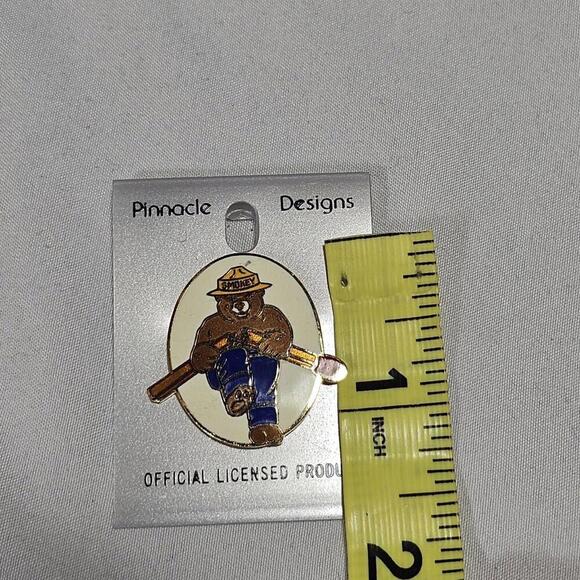 Pinnacle Designs
SMOKEY
OFFICIAL LICENSED PRODU
1
INCH
2